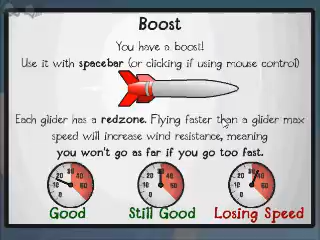 Boost
You have a boost!
Use it with spacebar (or clicking if using mouse control)
Each glider has a redzone. Flying faster than a glider max
speed will increase wind resistance, meaning
you won't go as far if you go too fast.
Good Still Good Losing Speed